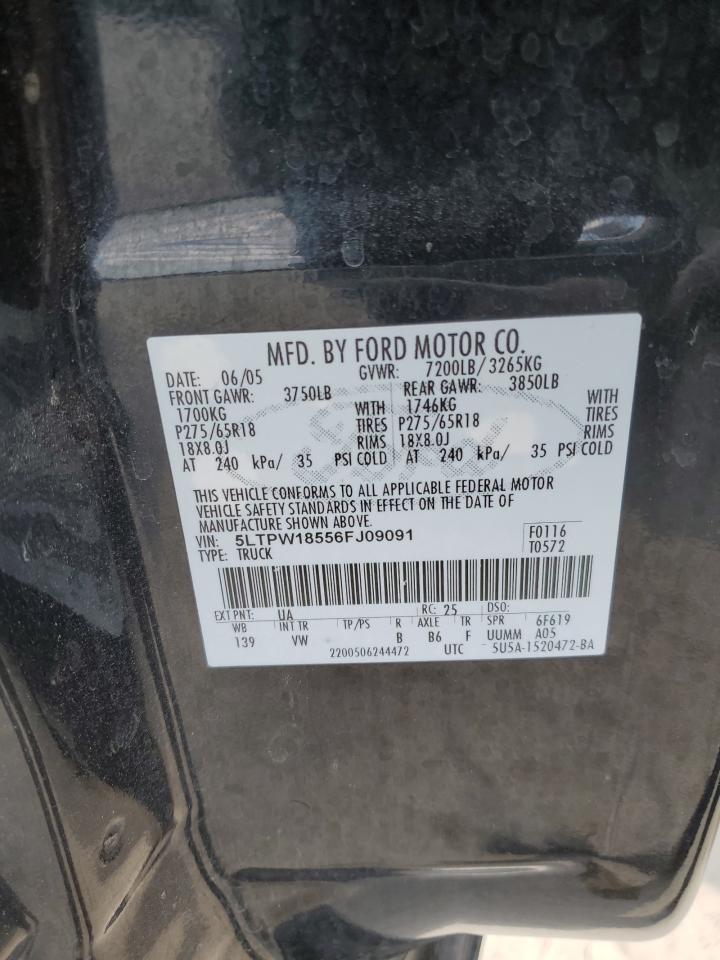 MFD. BY FORD MOTOR CO.
DATE: 06/05 GVWR: 7200LB/3265KG
FRONT GAWR: 3750LB REAR GAWR: 3850LB
1700KG WITH 1746KG WITH
P275/65R18 TIRES P275/65R18 TIRES
18X8.0J RIMS 18X8.0J RIMS
AT 240 kPa/ 35 PSI COLD AT 240 kPa/ 35 PSI COLD
THIS VEHICLE CONFORMS TO ALL APPLICABLE FEDERAL MOTOR
VEHICLE SAFETY STANDARDS IN EFFECT ON THE DATE OF
MANUFACTURE SHOWN ABOVE.
VIN: 5LTPW18556FJ09091 F0116
TYPE: TRUCK T0572
EXT PNT: UA RC: 25 DSO:
WB INT TR TP/PS R AXLE TR SPR 6F619
139 VW B B6 F UUMM A05
2200506244472 UTC 5U5A-1520472-BA
Ford